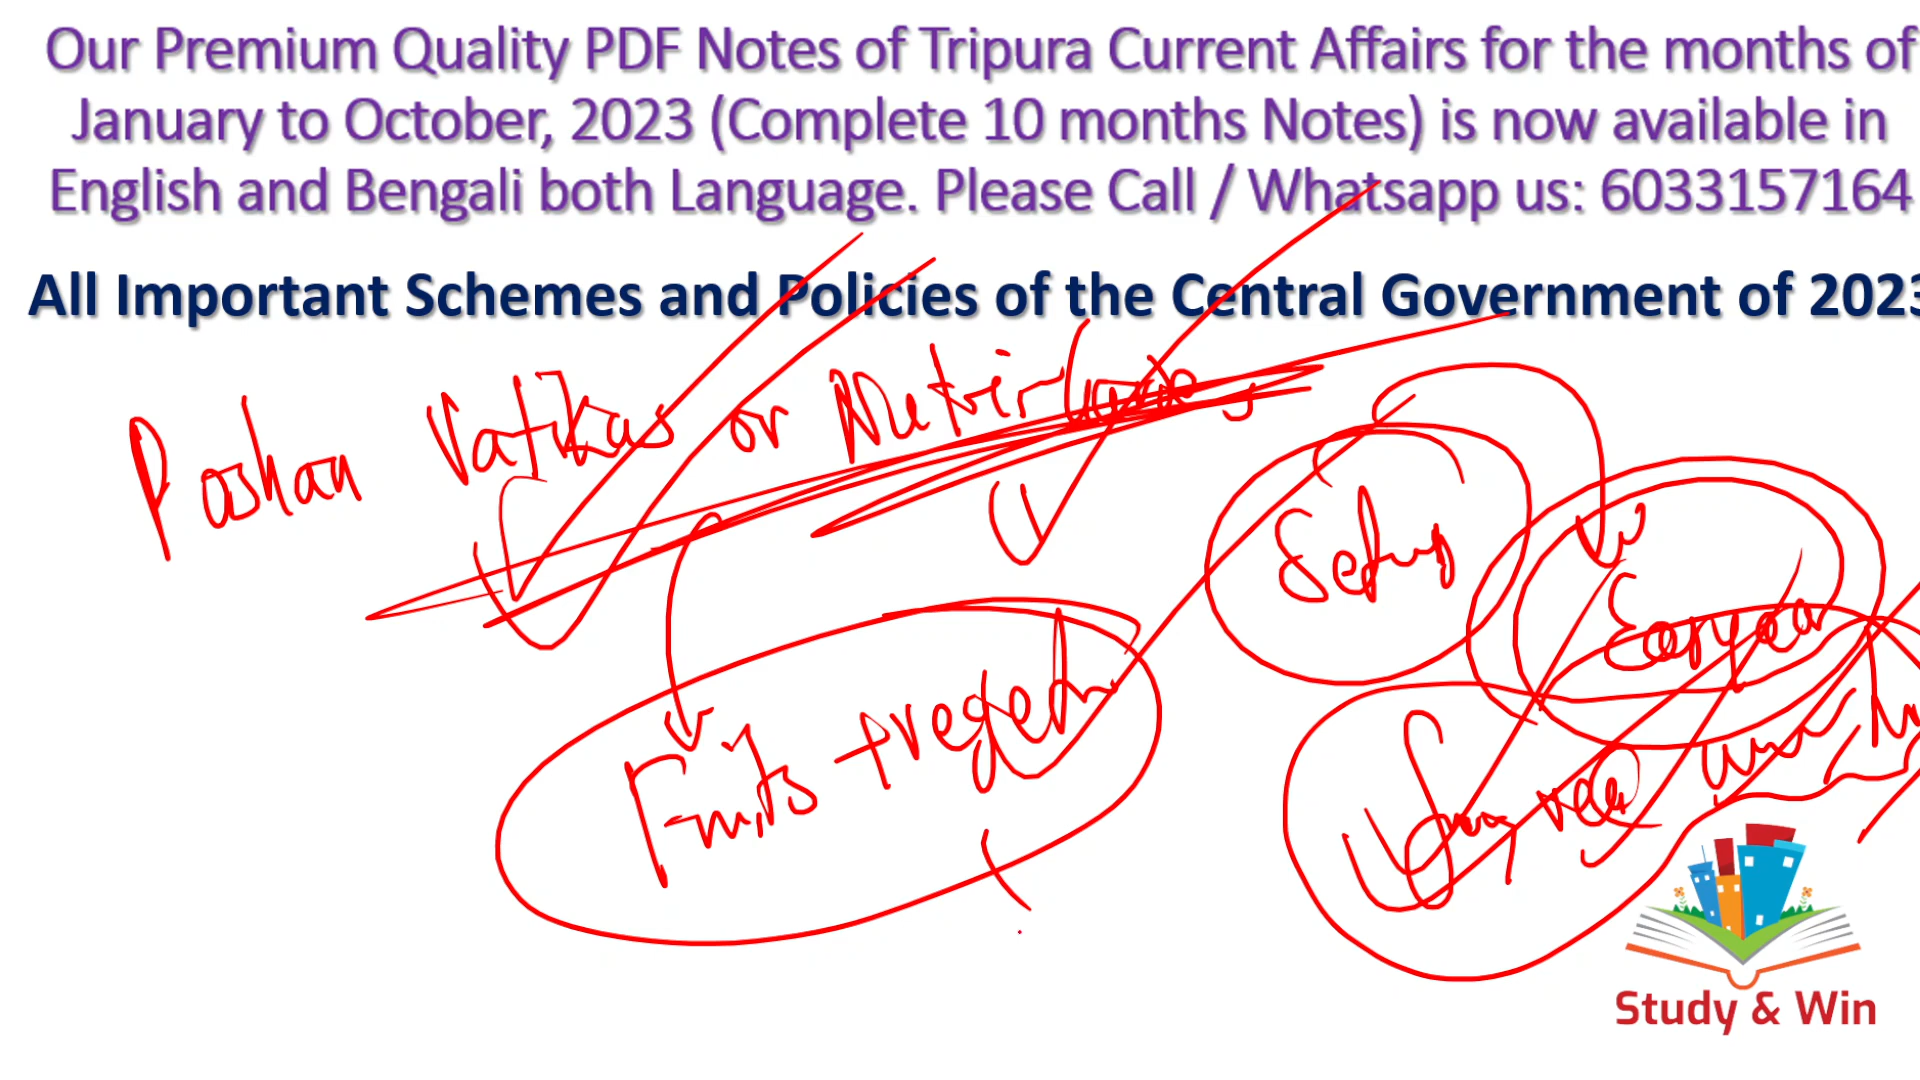 Our Premium Quality PDF Notes of Tripura Current Affairs for the months of
January to October, 2023 (Complete 10 months Notes) is now available in
English and Bengali both Language. Please Call / Whatsapp us: 6033157164
All Important Schemes and Policies of the Central Government of 2023
Poshan Vatikas or Nutri
Setup
Fruits + veget
Study & Win